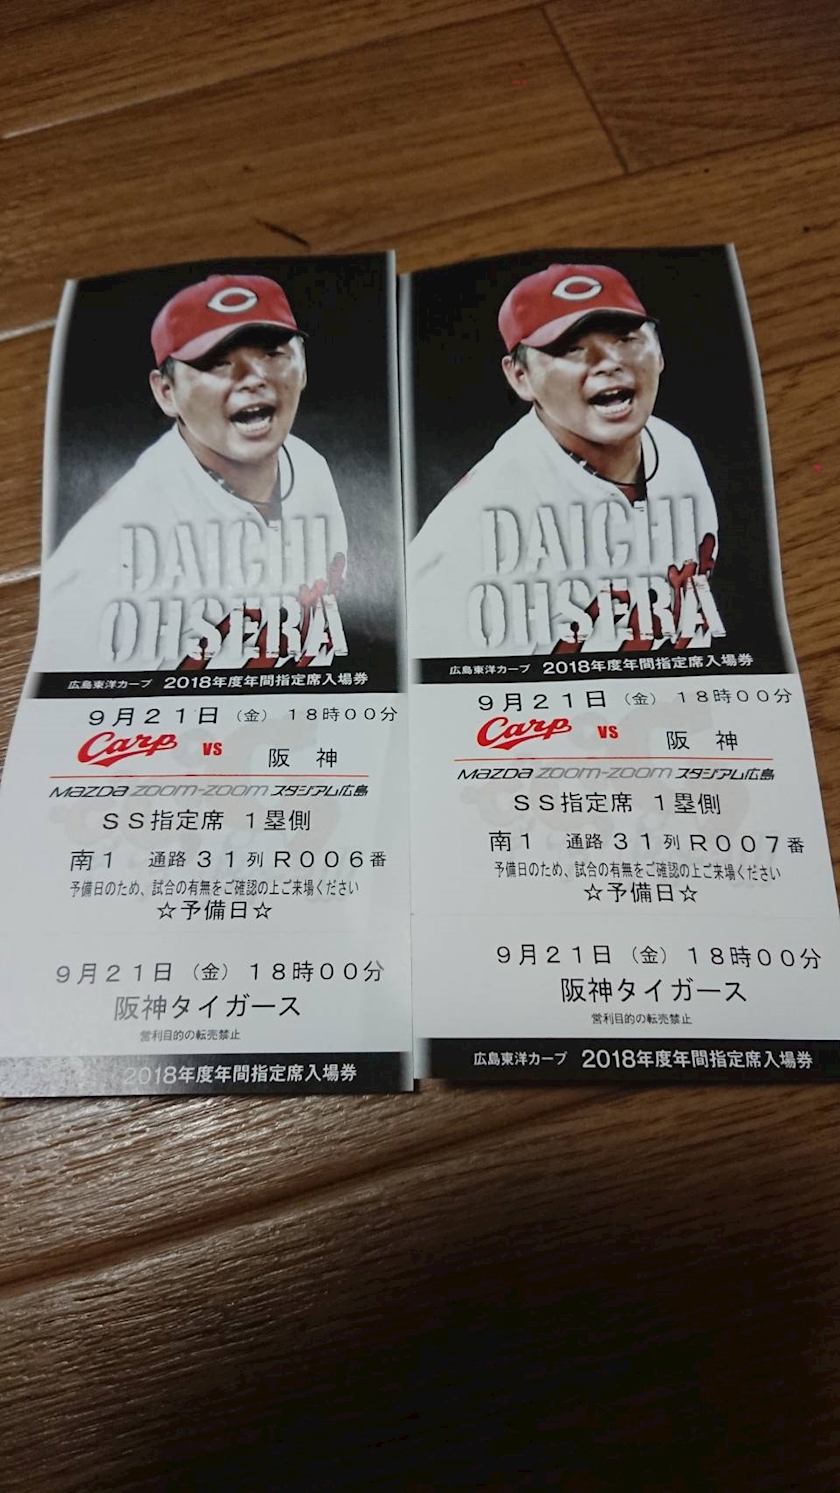 DAICHI
OHSERA
広島東洋カープ 2018年度年間指定席入場券
9月21日（金）18時00分
Carp VS 阪神
MAZDA ZOOM-ZOOM スタジアム広島
SS指定席 1塁側
南1 通路31列R006番
予備日のため、試合の有無をご確認の上ご来場ください
☆予備日☆
9月21日（金）18時00分
阪神タイガース
営利目的の転売禁止
2018年度年間指定席入場券
DAICHI
OHSERA
広島東洋カープ 2018年度年間指定席入場券
9月21日（金）18時00分
Carp VS 阪神
MAZDA ZOOM-ZOOM スタジアム広島
SS指定席 1塁側
南1 通路31列R007番
予備日のため、試合の有無をご確認の上ご来場ください
☆予備日☆
9月21日（金）18時00分
阪神タイガース
営利目的の転売禁止
広島東洋カープ 2018年度年間指定席入場券